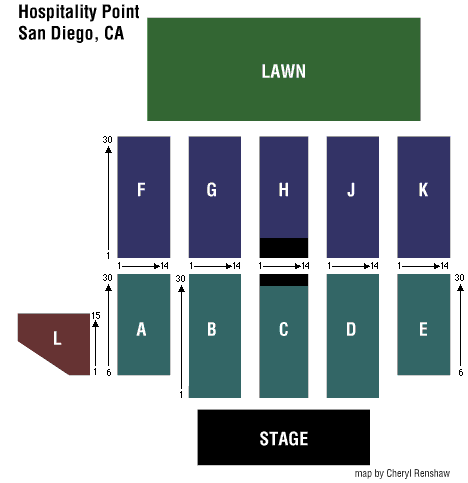 Hospitality Point
San Diego, CA
LAWN
30
F G H J K
1
1 14 1 14 1 14 1 14 1 14
30 30 30
15
L A B C D E
1 6 6
1
STAGE
map by Cheryl Renshaw